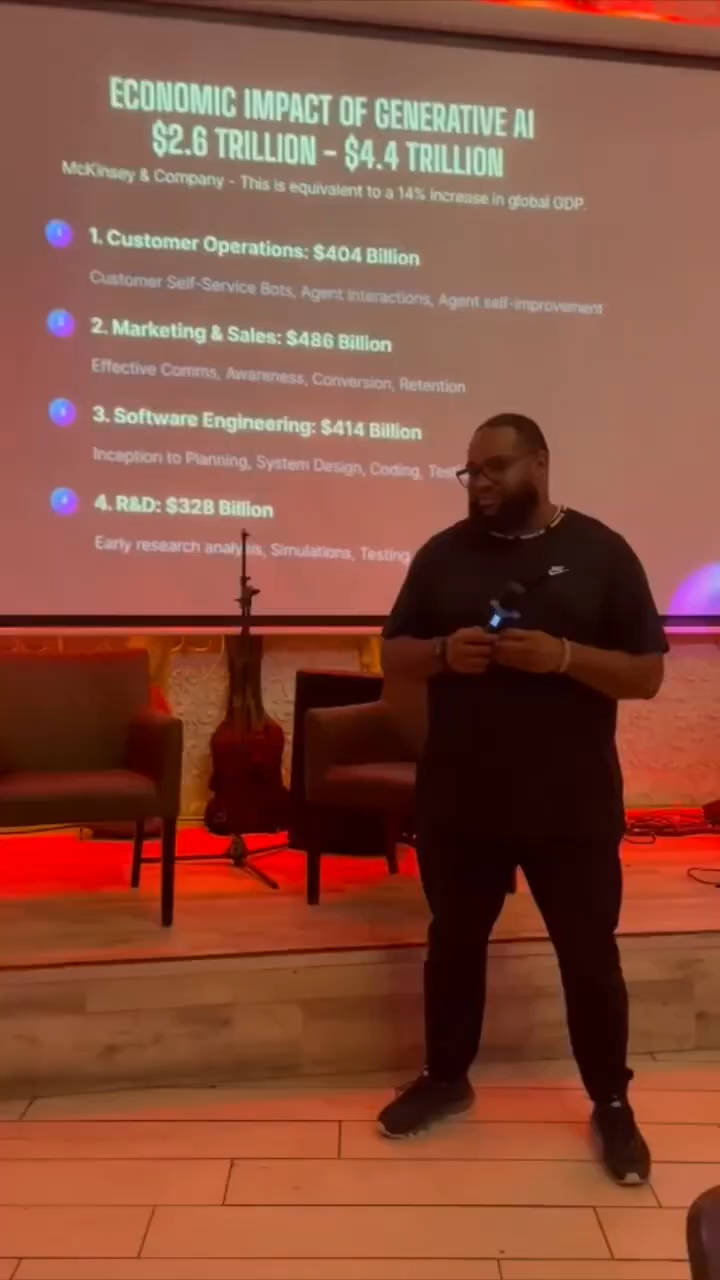 ECONOMIC IMPACT OF GENERATIVE AI
$2.6 TRILLION - $4.4 TRILLION
McKinsey & Company - This is equivalent to a 14% increase in global GDP.
1. Customer Operations: $404 Billion
Customer Self-Service Bots, Agent Interactions, Agent self-improvement
2. Marketing & Sales: $486 Billion
Effective Comms, Awareness, Conversion, Retention
3. Software Engineering: $414 Billion
Inception to Planning, System Design, Coding,
4. R&D: $328 Billion
Early research analysis, Simulations, Testing